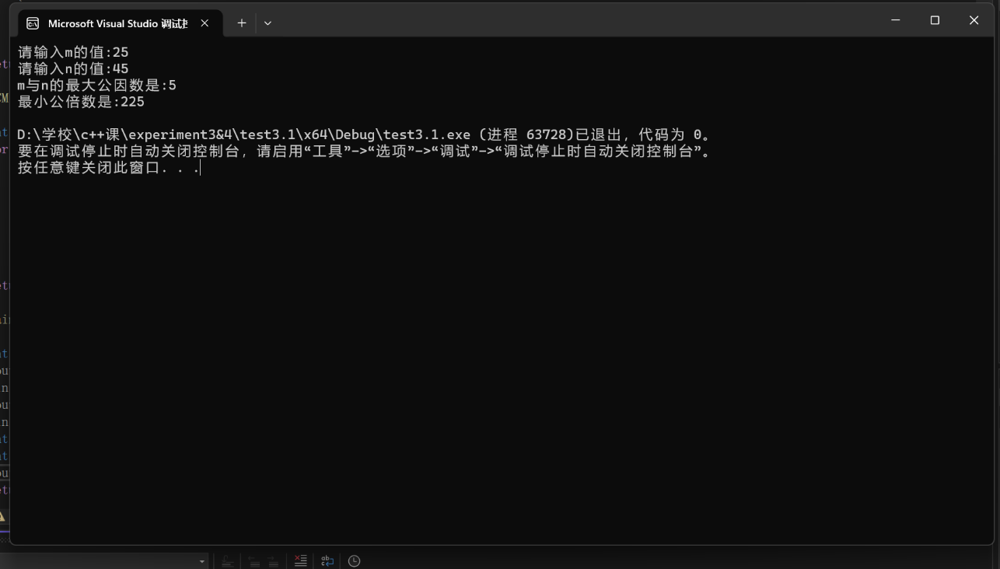 Microsoft Visual Studio 调试
请输入m的值:25
请输入n的值:45
m与n的最大公因数是:5
最小公倍数是:225
D:\学校\c++课\experiment3&4\test3.1\x64\Debug\test3.1.exe (进程 63728)已退出，代码为 0。
要在调试停止时自动关闭控制台，请启用“工具”->“选项”->“调试”->“调试停止时自动关闭控制台”。
按任意键关闭此窗口. . .